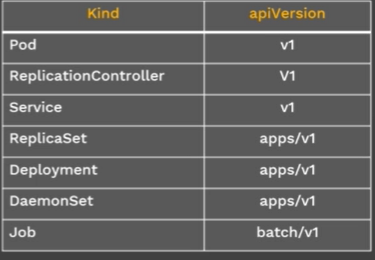 Kind apiVersion
Pod v1
ReplicationController V1
Service v1
ReplicaSet apps/v1
Deployment apps/v1
DaemonSet apps/v1
Job batch/v1